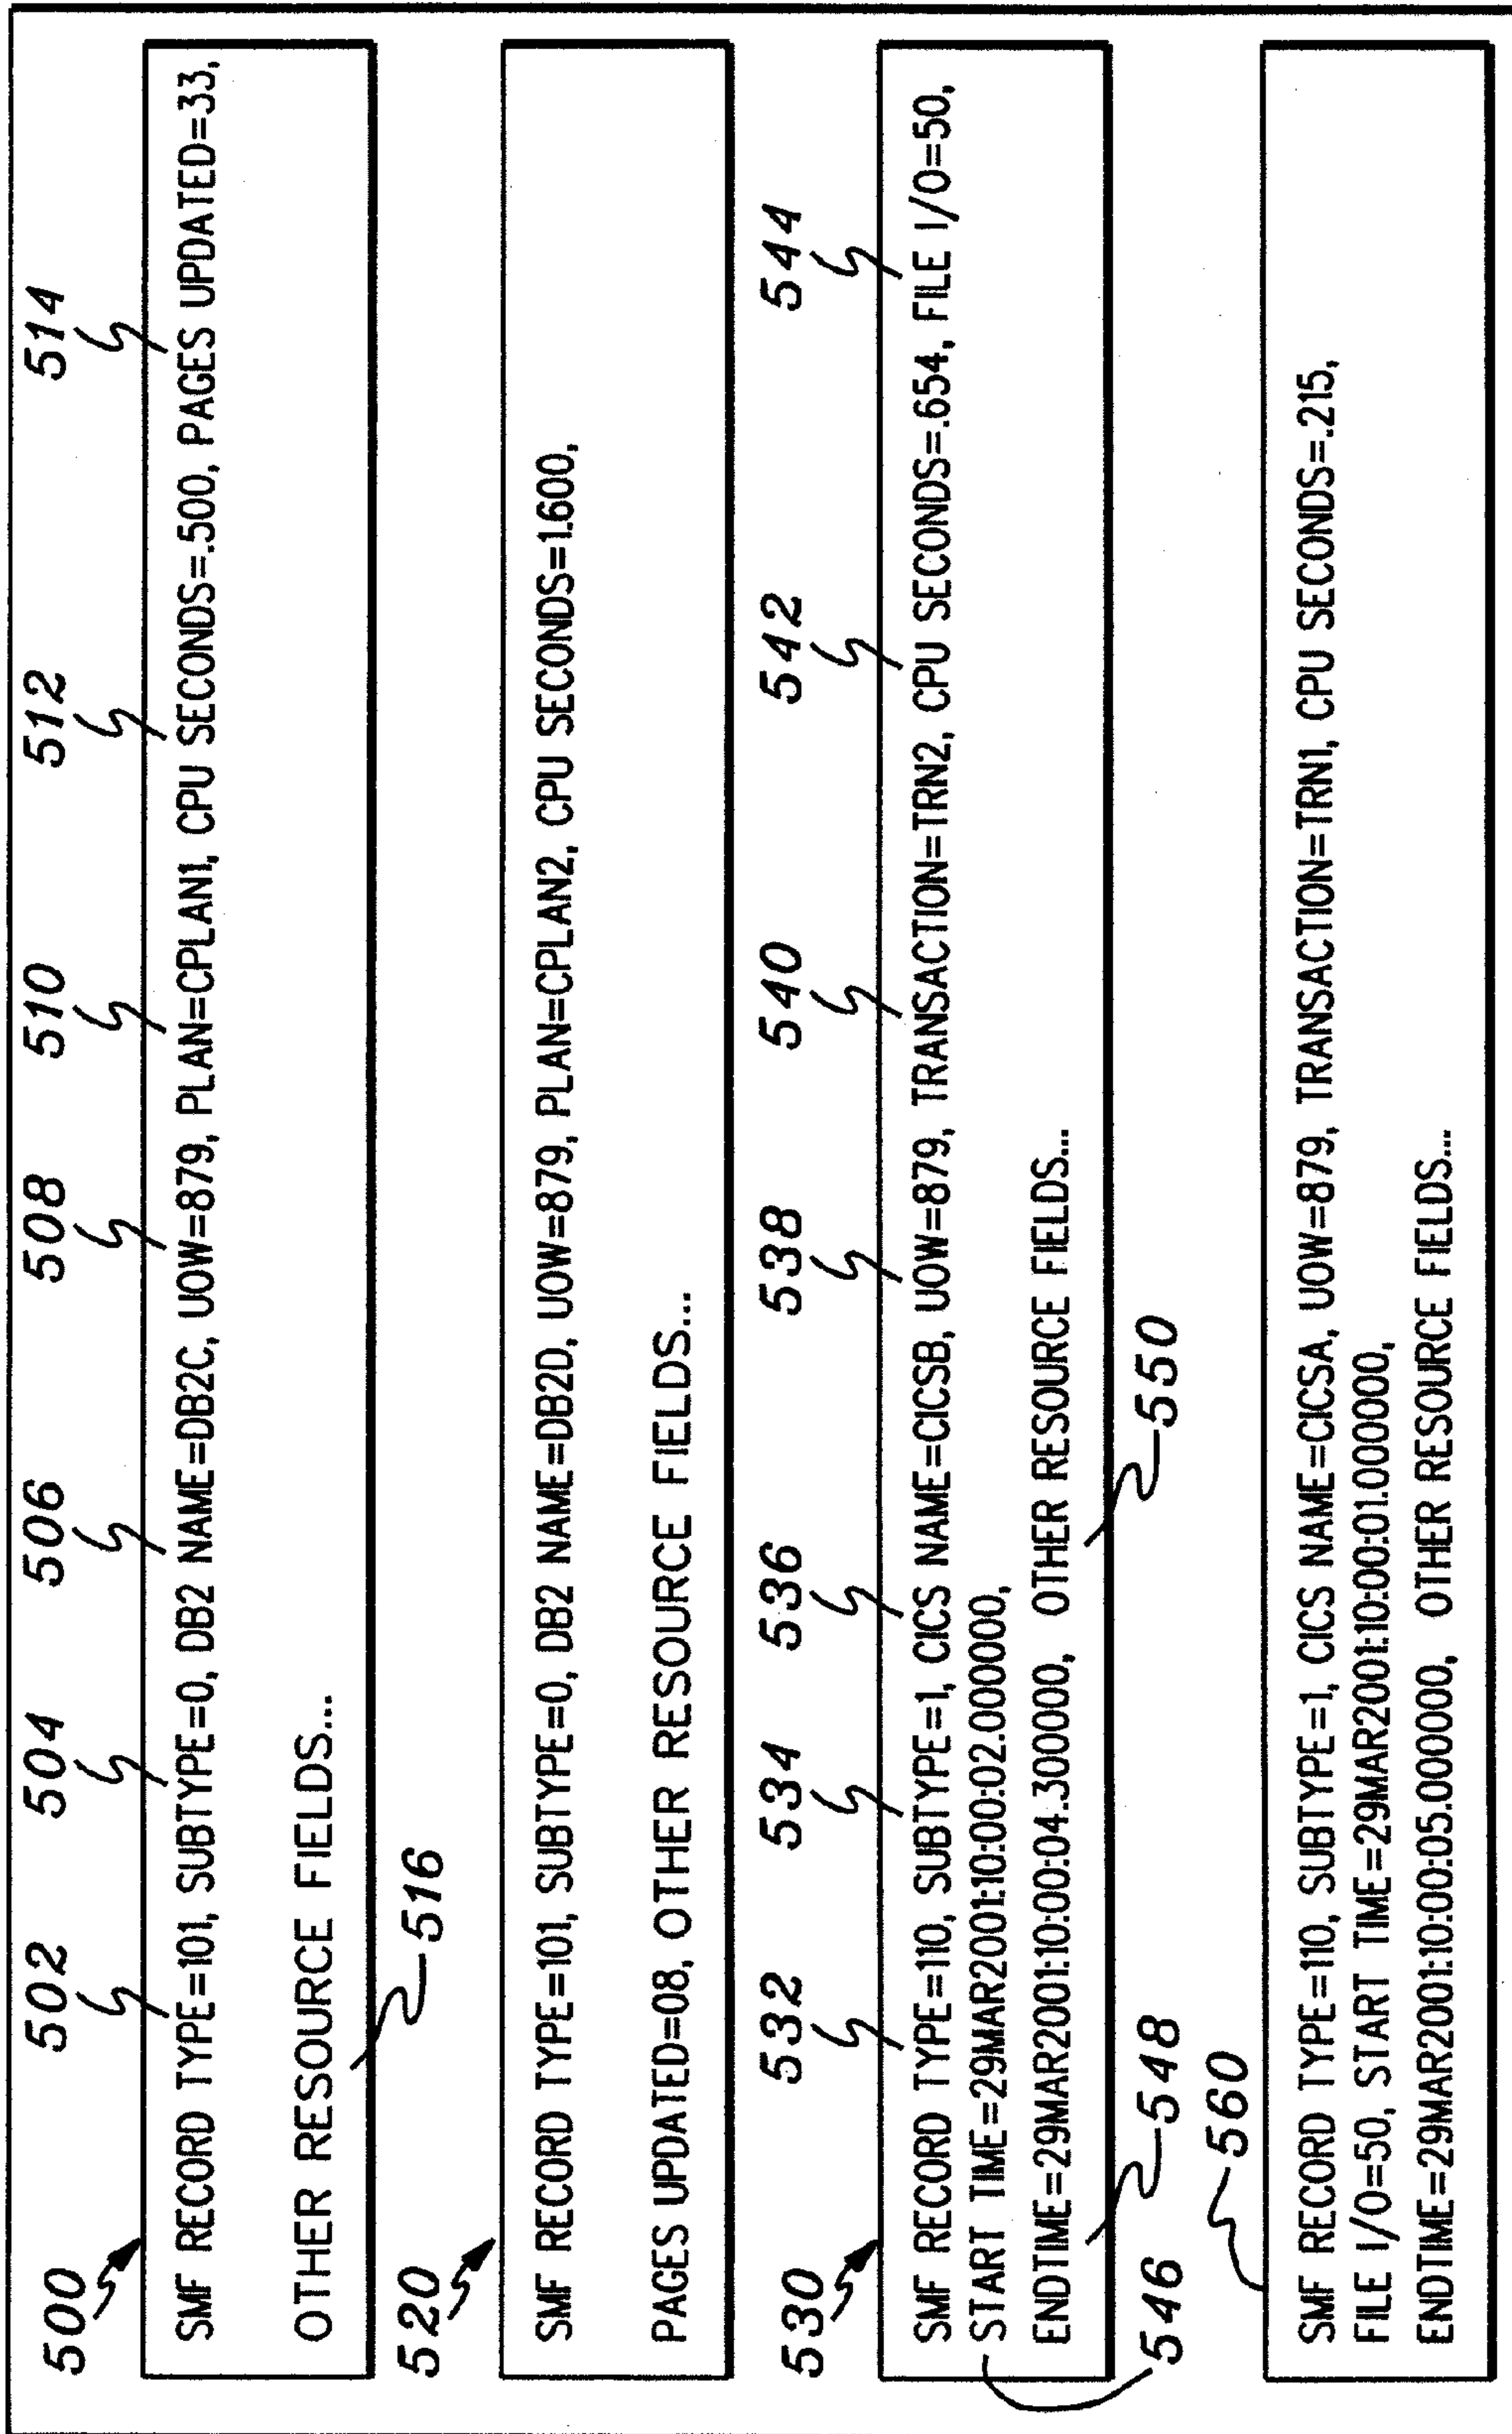 500 502 504 506 508 510 512 514
SMF RECORD TYPE=101, SUBTYPE=0, DB2 NAME=DB2C, UOW=879, PLAN=CPLAN1, CPU SECONDS=.500, PAGES UPDATED=33,
OTHER RESOURCE FIELDS...
516
520
SMF RECORD TYPE=101, SUBTYPE=0, DB2 NAME=DB2D, UOW=879, PLAN=CPLAN2, CPU SECONDS=1.600,
PAGES UPDATED=08, OTHER RESOURCE FIELDS...
530 532 534 536 538 540 542 544
SMF RECORD TYPE=110, SUBTYPE=1, CICS NAME=CICSB, UOW=879, TRANSACTION=TRN2, CPU SECONDS=.654, FILE I/O=50,
START TIME=29MAR2001:10:00:02.000000,
ENDTIME=29MAR2001:10:00:04.300000, OTHER RESOURCE FIELDS...
546 548 550
560
SMF RECORD TYPE=110, SUBTYPE=1, CICS NAME=CICSA, UOW=879, TRANSACTION=TRN1, CPU SECONDS=.215,
FILE I/O=50, START TIME=29MAR2001:10:00:01.000000,
ENDTIME=29MAR2001:10:00:05.000000, OTHER RESOURCE FIELDS...